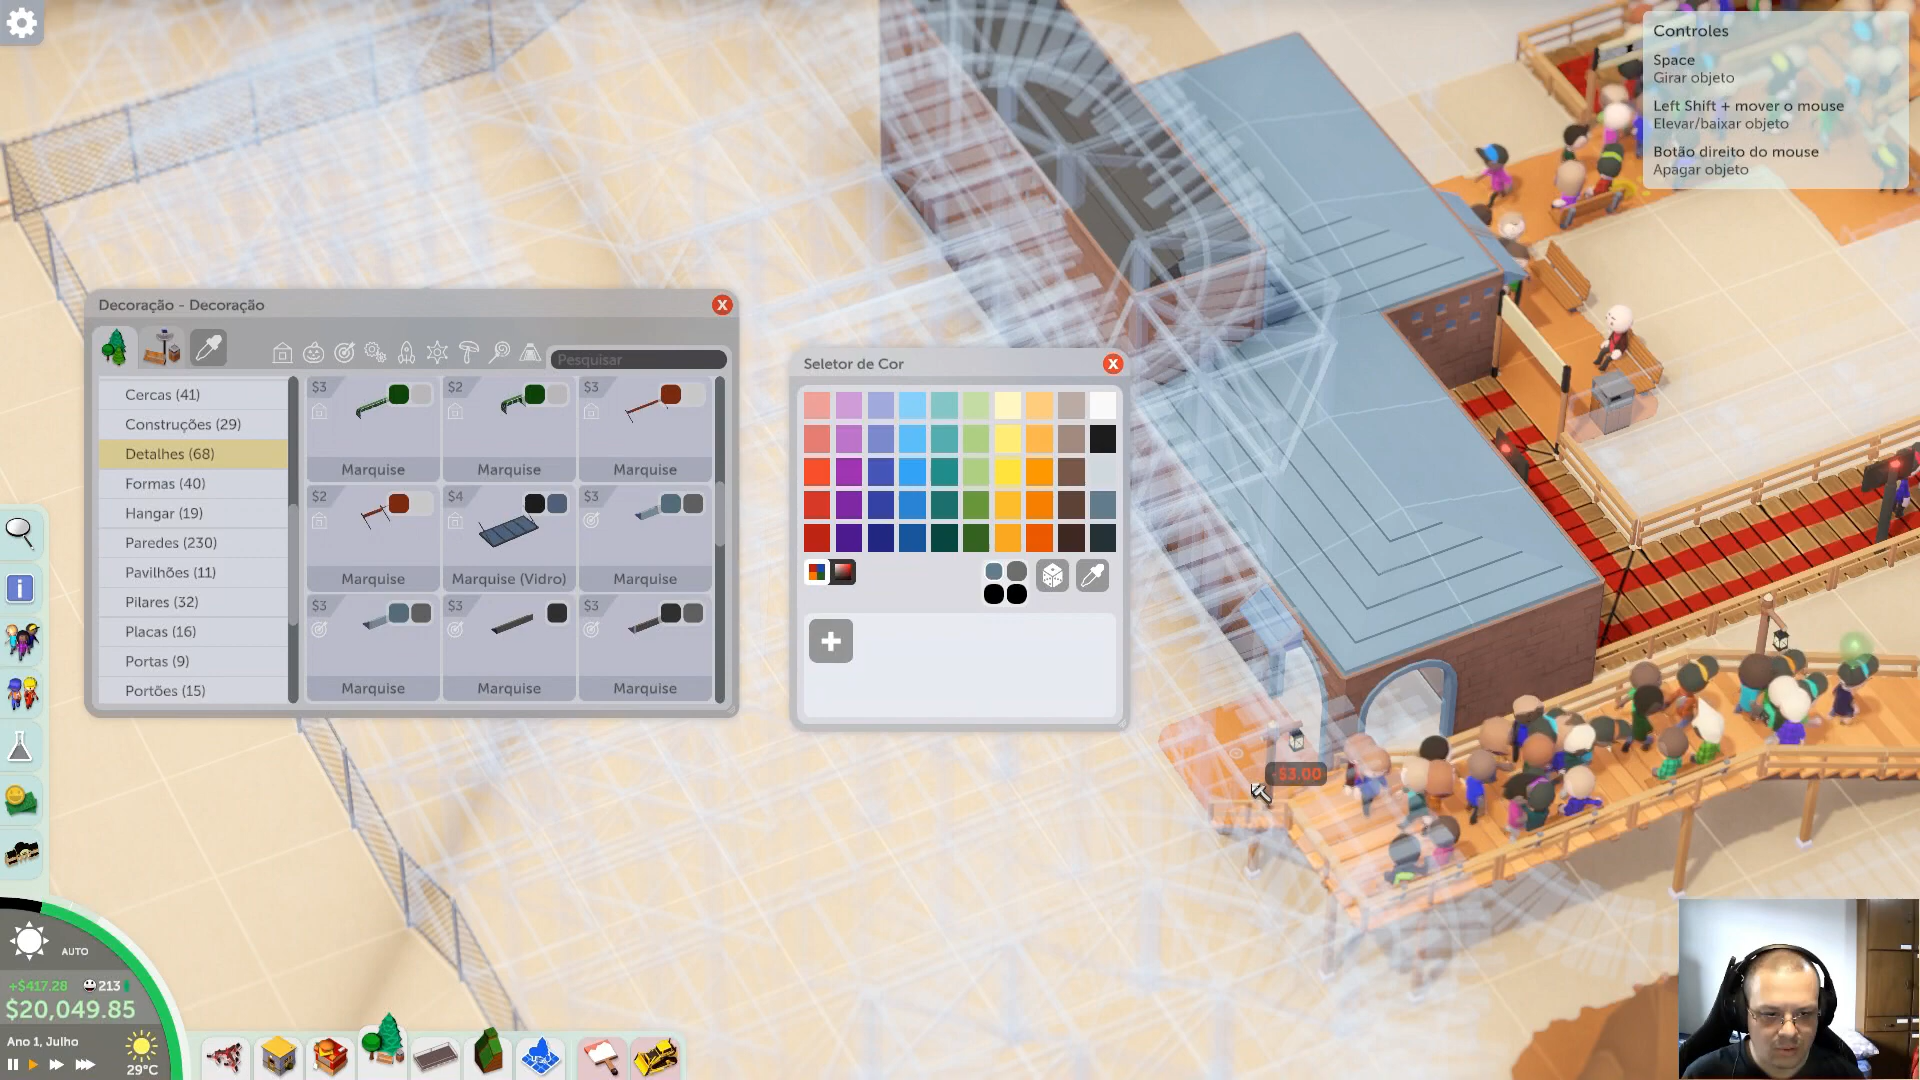 Controles
Space
Girar objeto
Left Shift + mover o mouse
Elevar/baixar objeto
Botão direito do mouse
Apagar objeto
Decoração - Decoração
X
Pesquisar
Cercas (41)
Construções (29)
Detalhes (68)
Formas (40)
Hangar (19)
Paredes (230)
Pavilhões (11)
Pilares (32)
Placas (16)
Portas (9)
Portões (15)
$3
$2
$3
Marquise
Marquise
Marquise
$2
$4
$3
Marquise
Marquise (Vidro)
Marquise
$3
$3
$3
Marquise
Marquise
Marquise
Seletor de Cor
X
-$3.00
AUTO
+$417.28
213
$20,049.85
Ano 1, Julho
29°C